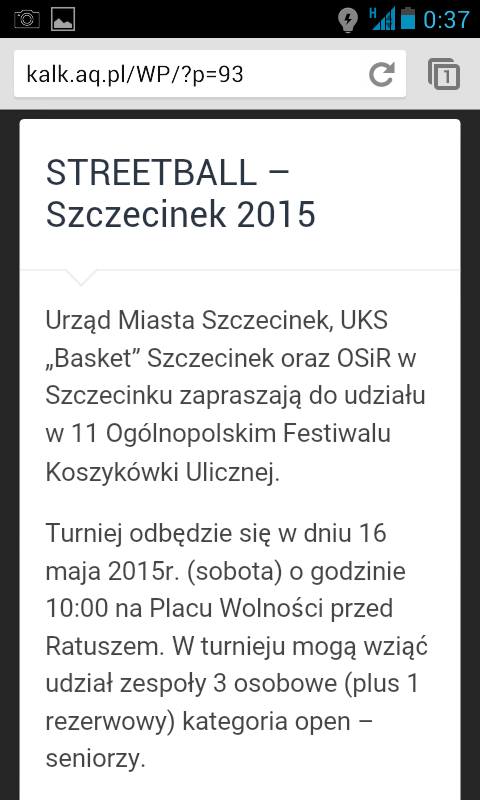 H
0:37
kalk.aq.pl/WP/?p=93
1
STREETBALL –
Szczecinek 2015
Urząd Miasta Szczecinek, UKS
„Basket” Szczecinek oraz OSiR w
Szczecinku zapraszają do udziału
w 11 Ogólnopolskim Festiwalu
Koszykówki Ulicznej.
Turniej odbędzie się w dniu 16
maja 2015r. (sobota) o godzinie
10:00 na Placu Wolności przed
Ratuszem. W turnieju mogą wziąć
udział zespoły 3 osobowe (plus 1
rezerwowy) kategoria open –
seniorzy.